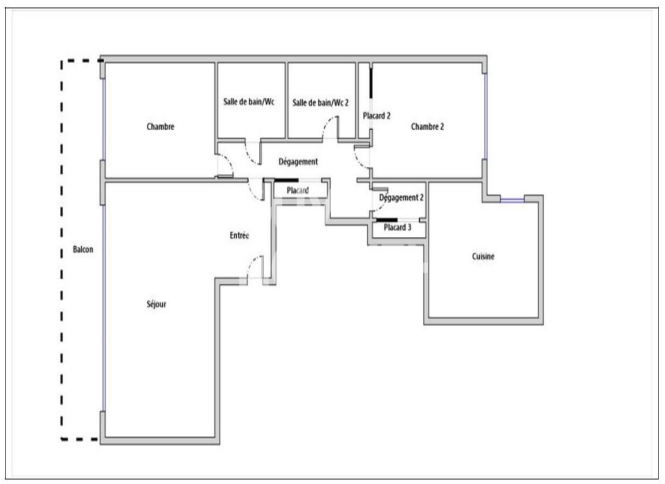 Salle de bain/Wc
Salle de bain/Wc 2
Placard 2
Chambre
Chambre 2
Dégagement
Placard
Dégagement 2
Placard 3
Entrée
Balcon
Cuisine
Séjour